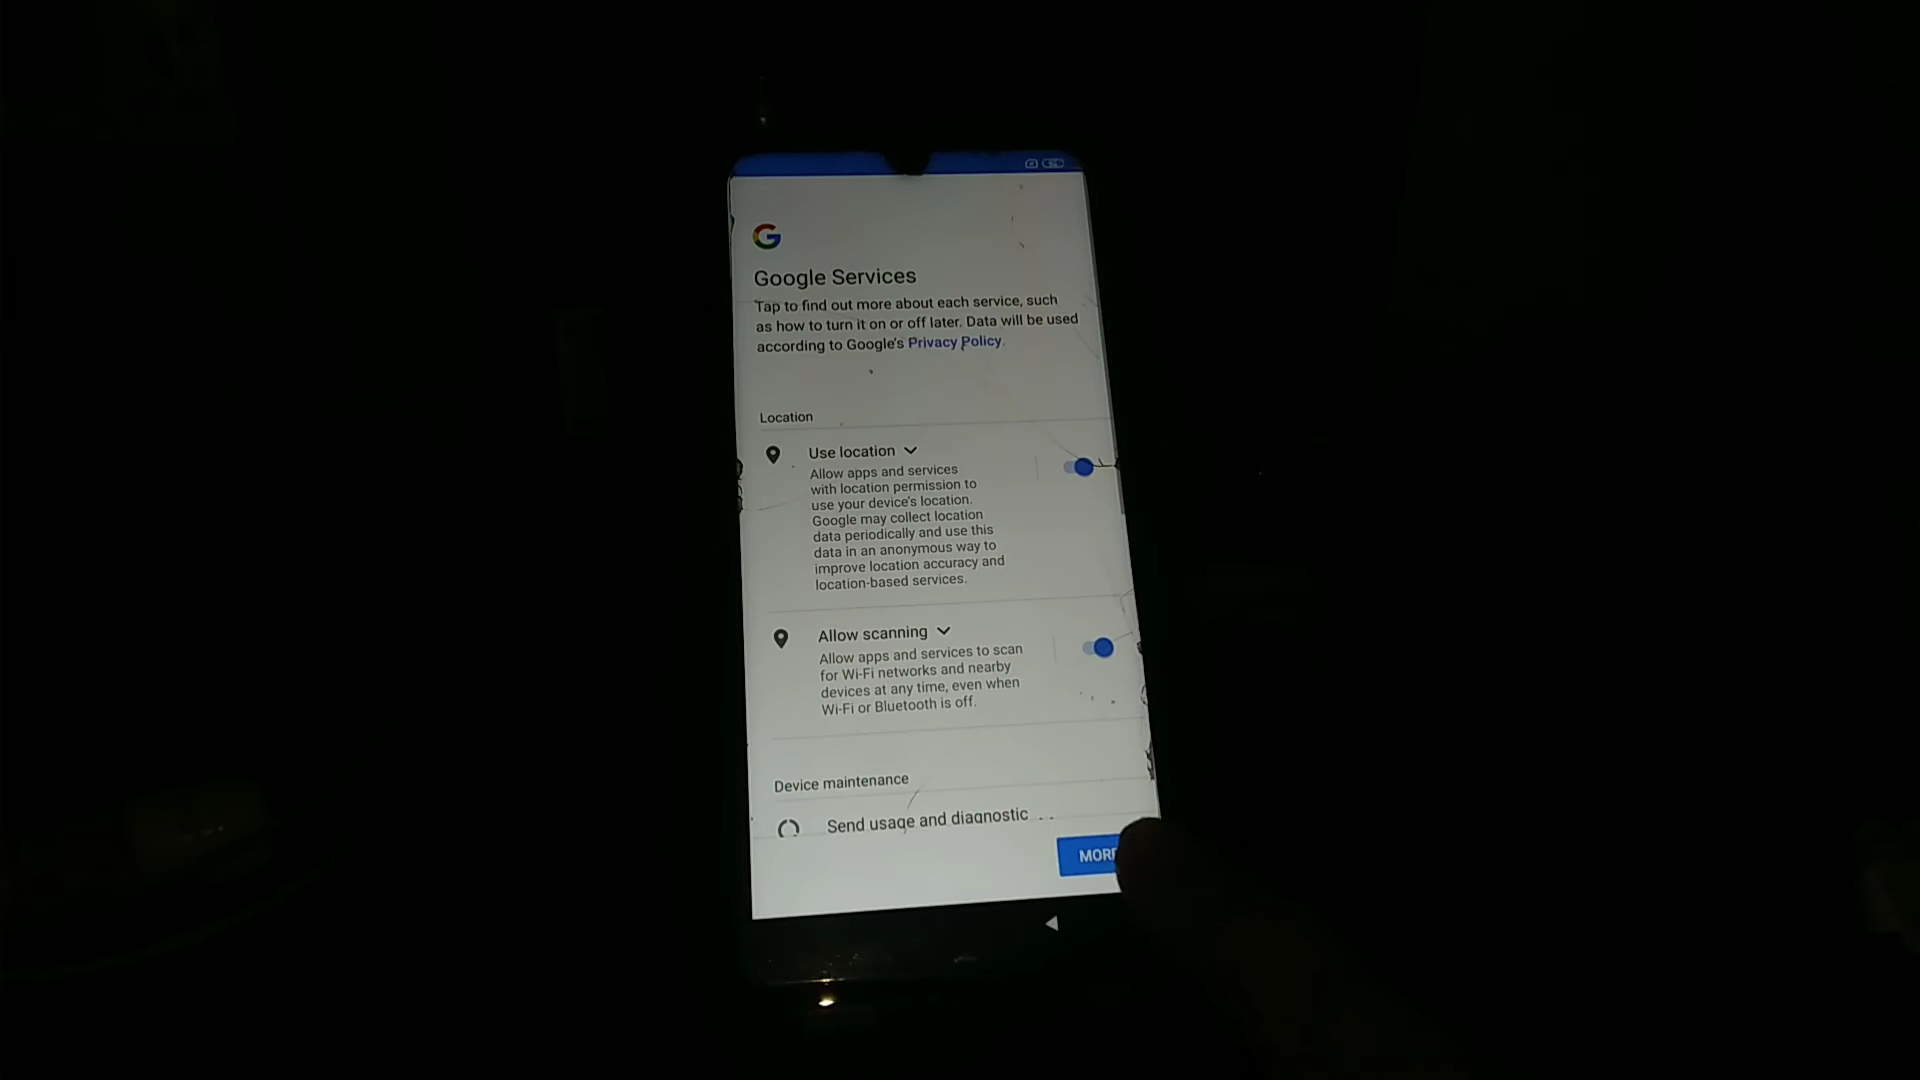 Google Services
Tap to find out more about each service, such
as how to turn it on or off later. Data will be used
according to Google's Privacy Policy.
Location
Use location
Allow apps and services
with location permission to
use your device's location.
Google may collect location
data periodically and use this
data in an anonymous way to
improve location accuracy and
location-based services.
Allow scanning
Allow apps and services to scan
for Wi-Fi networks and nearby
devices at any time, even when
Wi-Fi or Bluetooth is off.
Device maintenance
Send usage and diagnostic
MORE